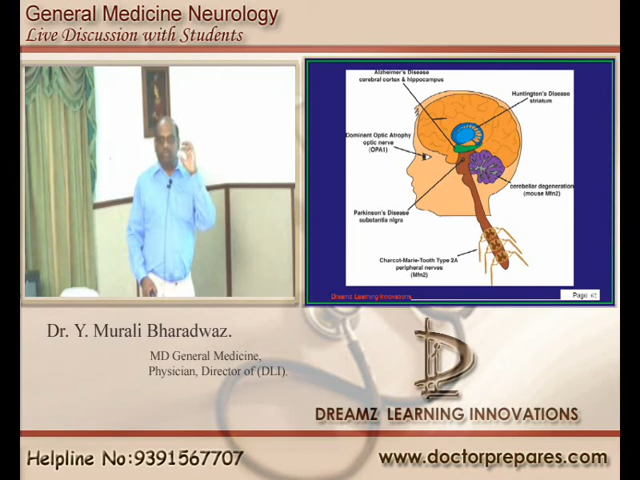 General Medicine Neurology
Live Discussion with Students
Alzheimer's Disease
cerebral cortex & hippocampus
Huntington's Disease
striatum
Dominant Optic Atrophy
optic nerve
(OPA1)
cerebellar degeneration
(mouse Mfn2)
Parkinson's Disease
substantia nigra
Charcot-Marie-Tooth Type 2A
peripheral nerves
(Mfn2)
Dreamz Learning Innovations
Page
Dr. Y. Murali Bharadwaz.
MD General Medicine,
Physician, Director of (DLI).
DREAMZ LEARNING INNOVATIONS
Helpline No:9391567707
www.doctorprepares.com